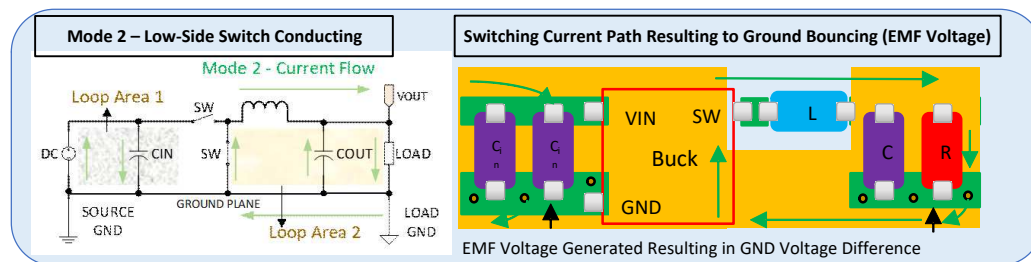 Mode 2 – Low-Side Switch Conducting
Mode 2 - Current Flow
Loop Area 1
SW
VOUT
DC
CIN
SW
COUT
LOAD
GROUND PLANE
SOURCE
GND
LOAD
GND
Loop Area 2
Switching Current Path Resulting to Ground Bouncing (EMF Voltage)
VIN
SW
L
C
i
n
C
i
n
Buck
C
R
GND
EMF Voltage Generated Resulting in GND Voltage Difference